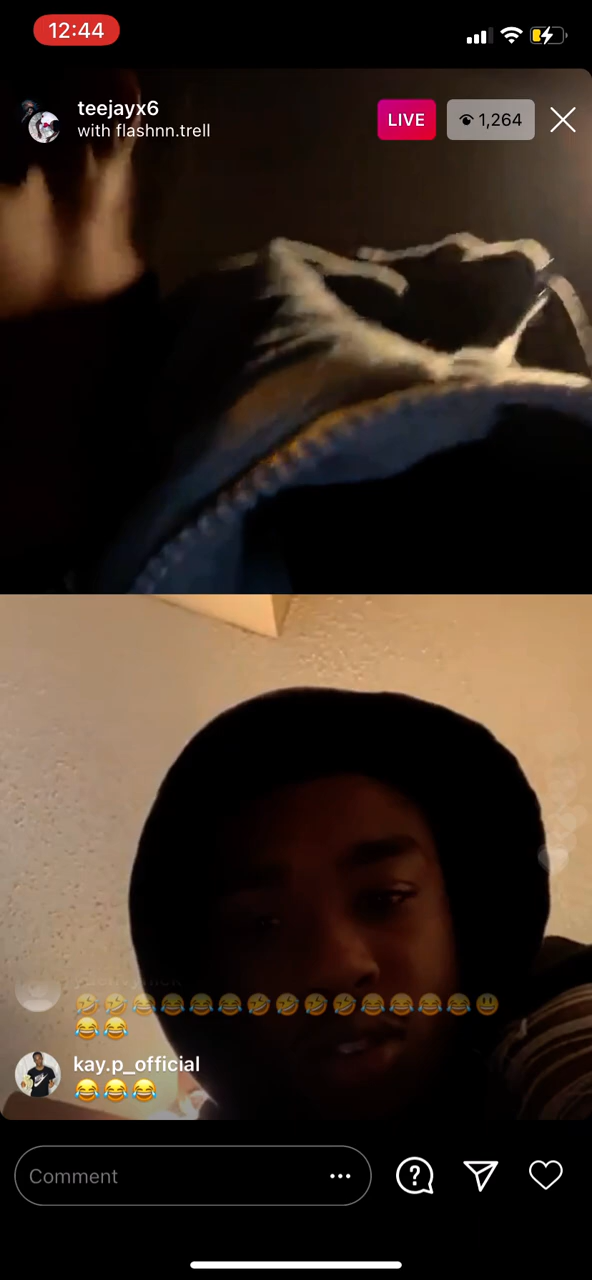 12:44
teejayx6
with flashnn.trell
LIVE
1,264
kay.p_official
Comment